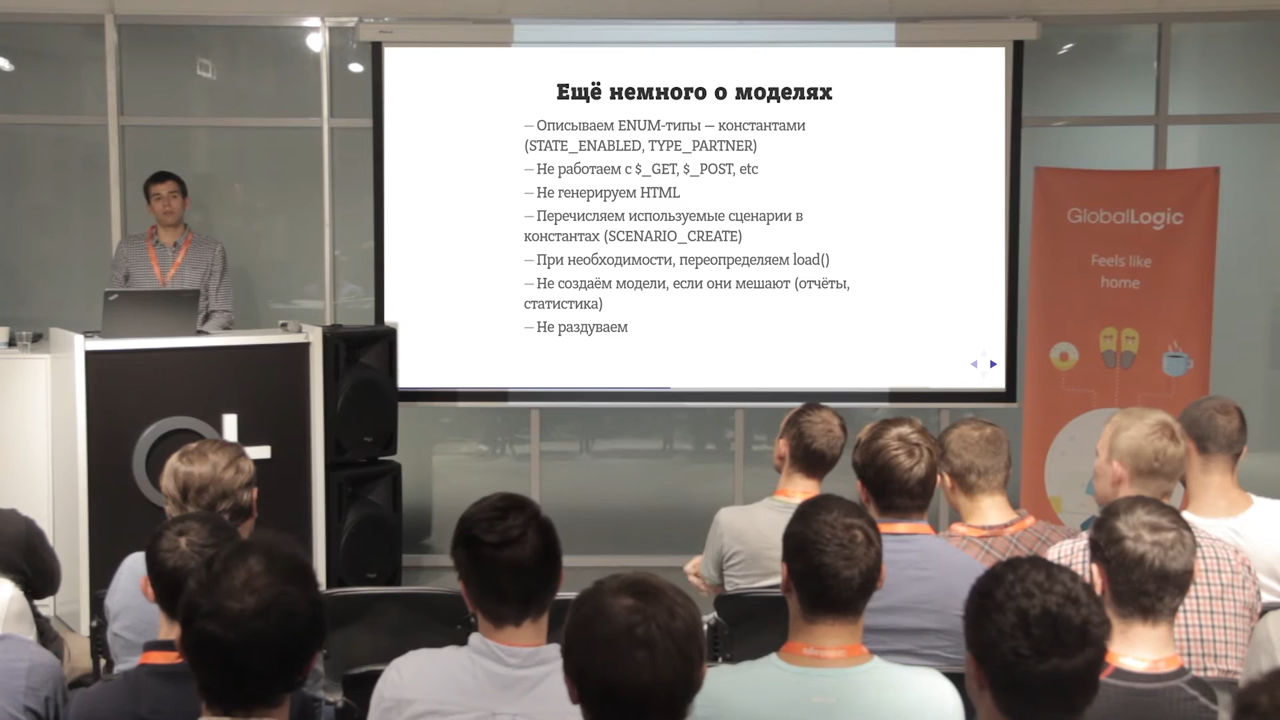 Ещё немного о моделях
– Описываем ENUM-типы – константами
(STATE_ENABLED, TYPE_PARTNER)
– Не работаем с $_GET, $_POST, etc
– Не генерируем HTML
– Перечисляем используемые сценарии в
константах (SCENARIO_CREATE)
– При необходимости, переопределяем load()
– Не создаём модели, если они мешают (отчёты,
статистика)
– Не раздуваем
GlobalLogic
Feels like
home